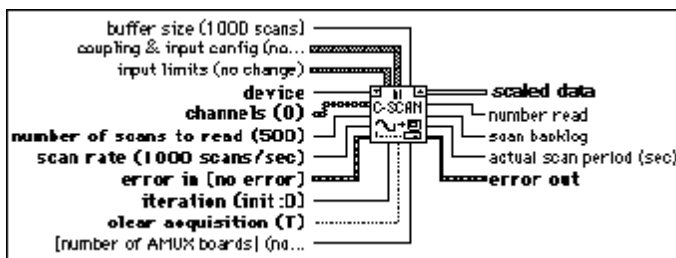 buffer size (1000 scans)
coupling & input config (no...
input limits (no change)
device
channels (0)
number of scans to read (500)
scan rate (1000 scans/sec)
error in [no error]
iteration (init:0)
clear acquisition (T)
[number of AMUX boards] (no...
AI
C-SCAN
scaled data
number read
scan backlog
actual scan period (sec)
error out